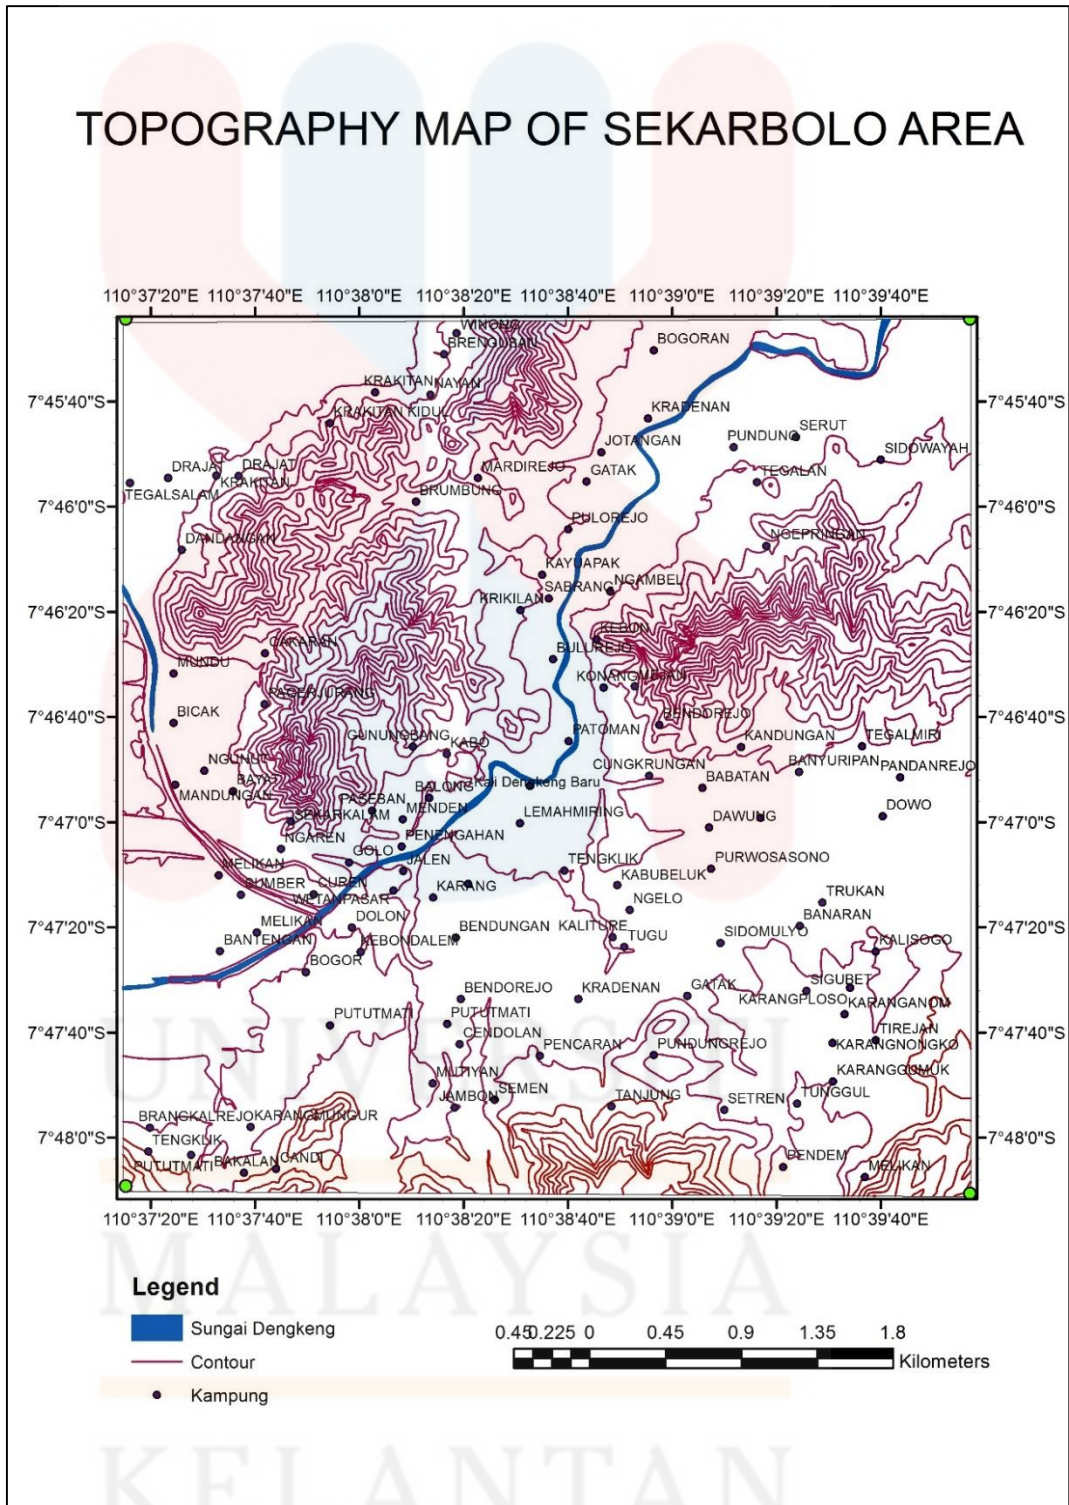 TOPOGRAPHY MAP OF SEKARBOLO AREA
110°37'20"E 110°37'40"E 110°38'0"E 110°38'20"E 110°38'40"E 110°39'0"E 110°39'20"E 110°39'40"E
WINONG
BOGORAN
BRENGUBAN
KRAKITAN NAYAN
7°45'40"S 7°45'40"S
KRAKITAN KIDUL KRADENAN
JOTANGAN PUNDUNG SERUT
SIDOWAYAH
DRAJAT DRAJAT MARDIREJO GATAK TEGALAN
TEGALSALAM KRAKITAN BRUMBUNG
7°46'0"S 7°46'0"S
PULOREJO
DANDANGAN NGEPRINGAN
KAYUAPAK
SABRANG NGAMBEL
KRIKILAN
7°46'20"S 7°46'20"S
KEBON
CAKARAN
MUNDU BULUREJO
KONANG MEJAN
PAGERJURANG
BICAK BENDOREJO
7°46'40"S 7°46'40"S
GUNUNGBANG KABO PATOMAN KANDUNGAN TEGALMIRI
NGUNUT CUNGKRUNGAN BANYURIPAN PANDANREJO
BAYAT BALONG Kali Dengkeng Baru BABATAN
MANDUNGAN PASEBAN MENDEN
SEKARKALAM LEMAHMIRING DAWUNG DOWO
7°47'0"S 7°47'0"S
NGAREN PENENGAHAN
GOLO JALEN TENGKLIK PURWOSASONO
MELIKAN KABUBELUK
SUMBER CUREN KARANG
WETANPASAR NGELO TRUKAN
DOLON BANARAN
7°47'20"S 7°47'20"S
MELIKAN BENDUNGAN KALITURE SIDOMULYO
BANTENGAN KEBONDALEM TUGU KALISOGO
BOGOR
SIGUBET
BENDOREJO KRADENAN GATAK
KARANGPLOSO KARANGANOM
PUTUTMATI PUTUTMATI
7°47'40"S 7°47'40"S
CENDOLAN TIREJAN
PENCARAN PUNDUNGREJO KARANGNONGKO
MUTIYAN KARANGGUMUK
JAMBON SEMEN TANJUNG SETREN TUNGGUL
BRANGKALREJO KARANGMUNGUR
7°48'0"S 7°48'0"S
TENGKLIK
PUTUTMATI BAKALAN CANDI PENDEM MELIKAN
110°37'20"E 110°37'40"E 110°38'0"E 110°38'20"E 110°38'40"E 110°39'0"E 110°39'20"E 110°39'40"E
UNIVERSITI
MALAYSIA
KELANTAN
Legend
Sungai Dengkeng
Contour
Kampung
0.45 0.225 0 0.45 0.9 1.35 1.8
Kilometers